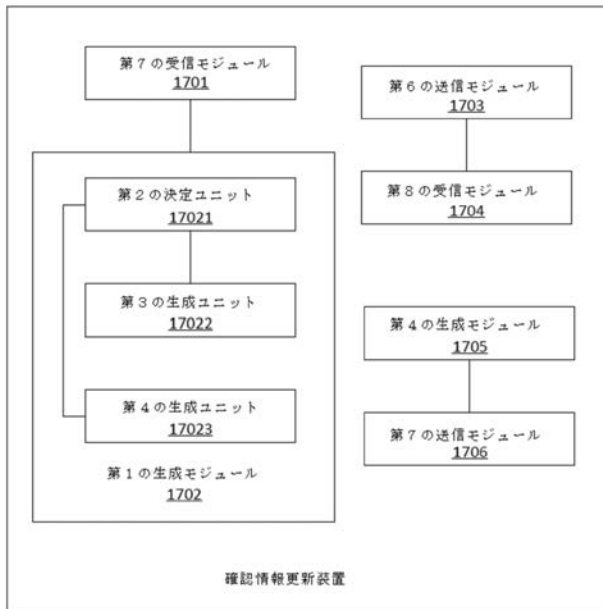 第７の受信モジュール
1701
第２の決定ユニット
17021
第３の生成ユニット
17022
第４の生成ユニット
17023
第１の生成モジュール
1702
第６の送信モジュール
1703
第８の受信モジュール
1704
第４の生成モジュール
1705
第７の送信モジュール
1706
確認情報更新装置